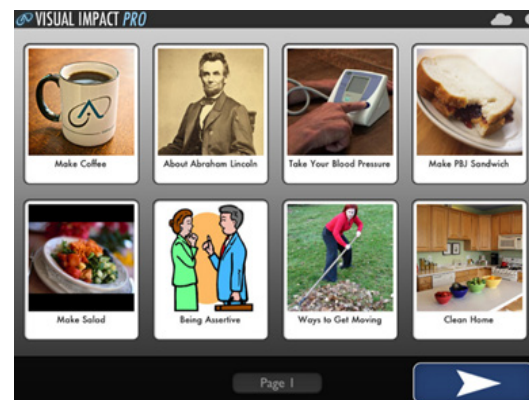 VISUAL IMPACT PRO
Make Coffee
About Abraham Lincoln
Take Your Blood Pressure
Make PBJ Sandwich
Make Salad
Being Assertive
Ways to Get Moving
Clean Home
Page 1